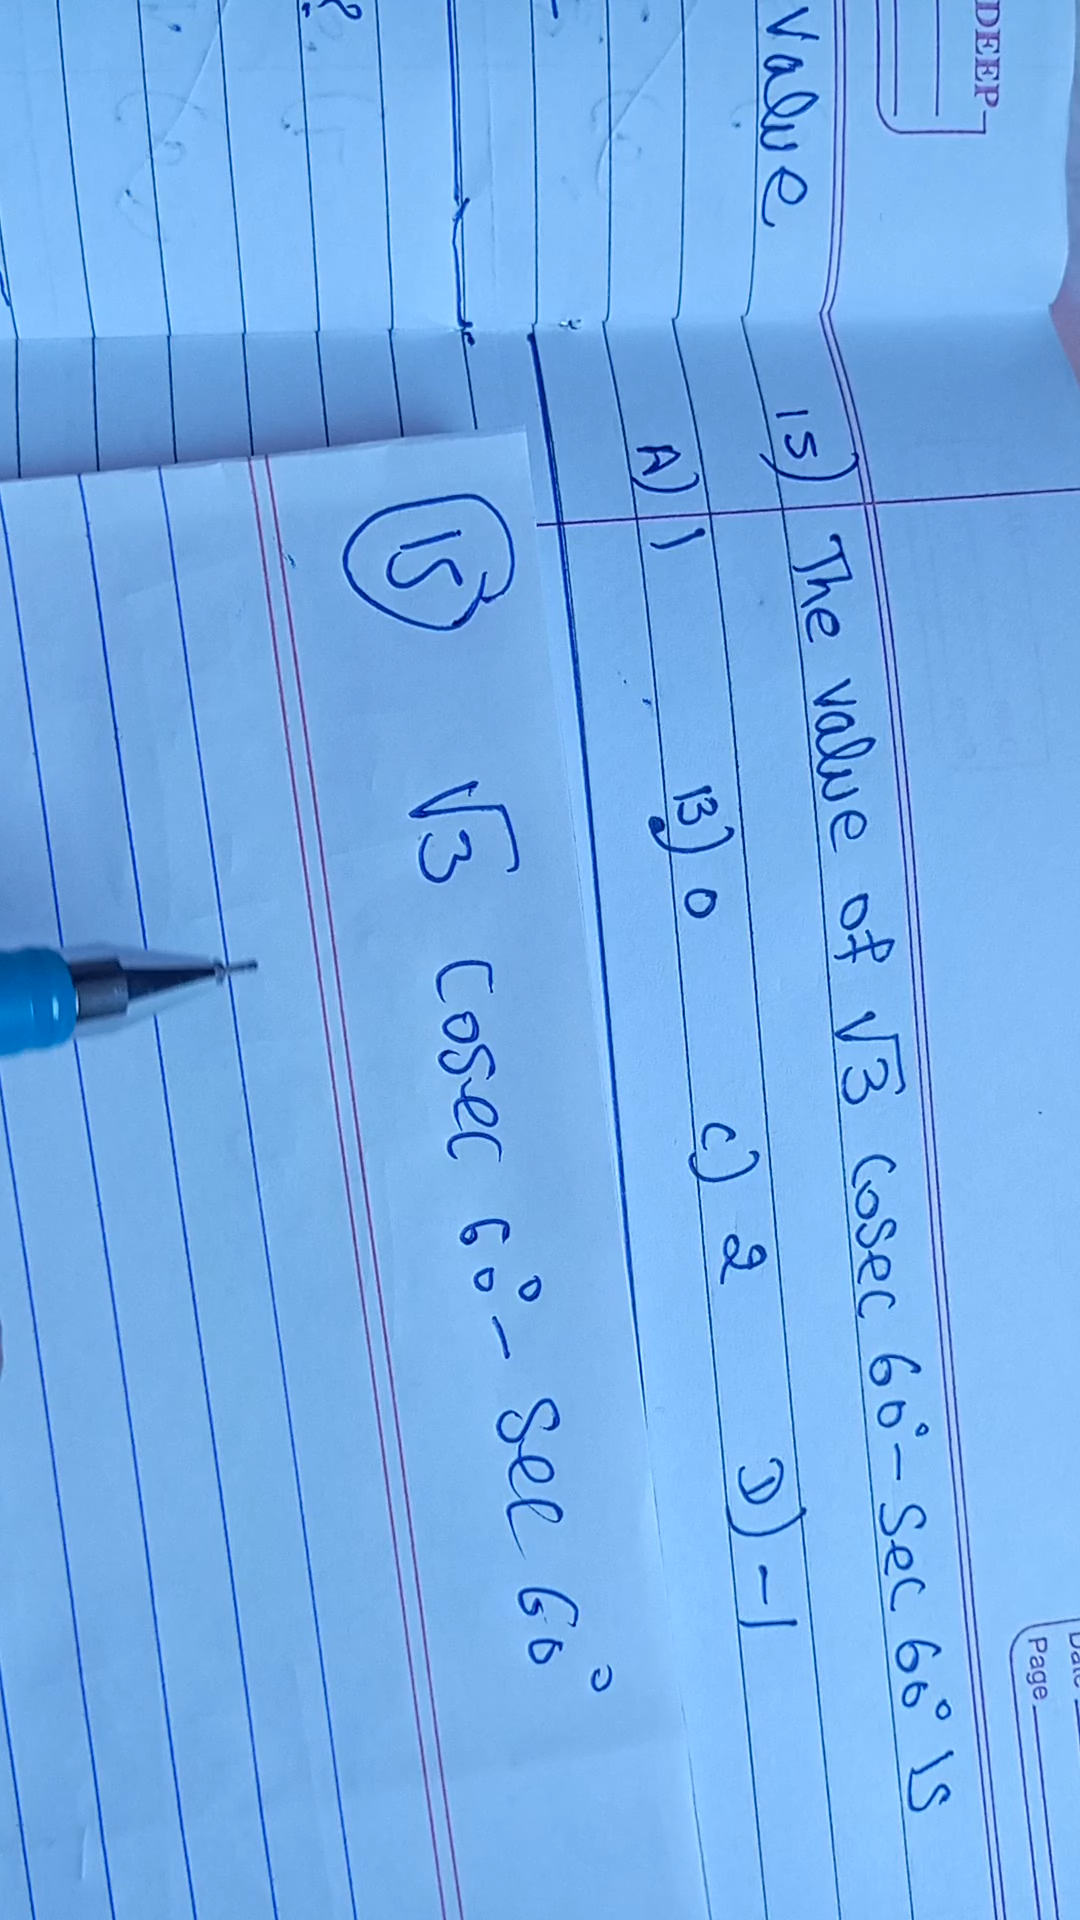 DEEP
Date
Page
Value
15) The value of √3 cosec 60° - Sec 60° is
A) 1 B) 0 C) 2 D) -1
15
√3 cosec 60° - sec 60°